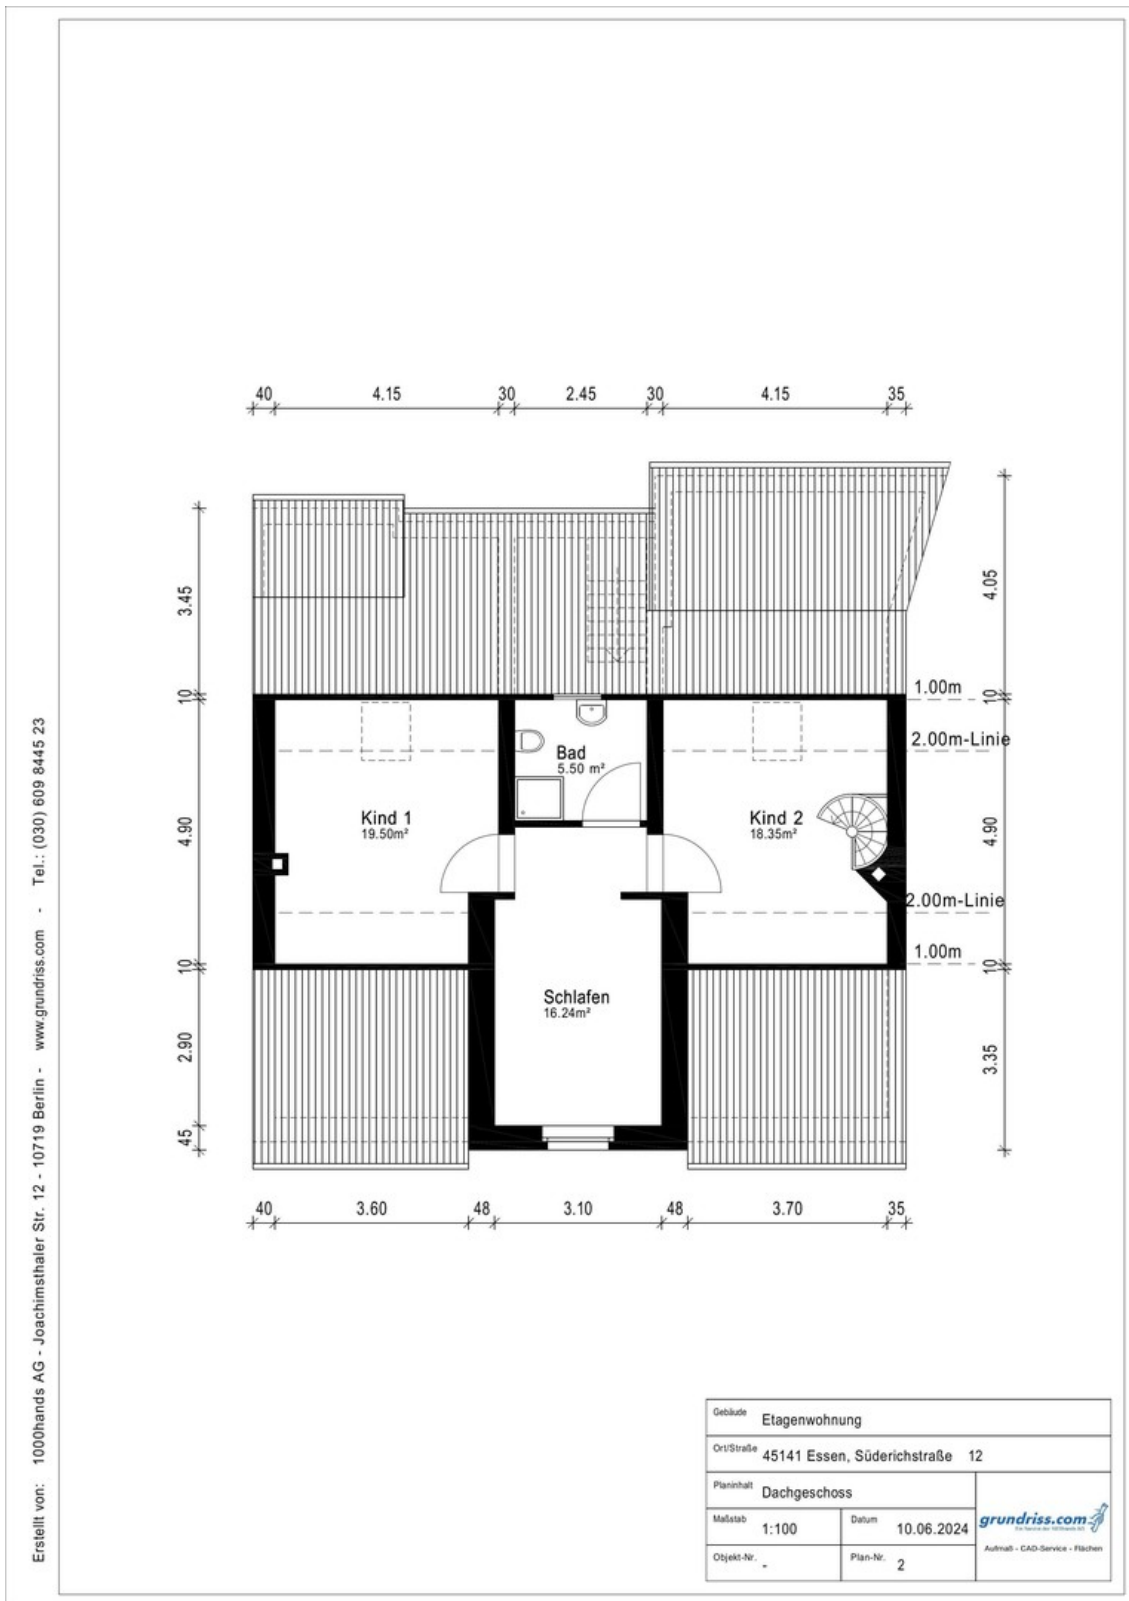 40 4.15 30 2.45 30 4.15 35
3.45
4.05
10
1.00m
10
2.00m-Linie
Bad
5.50 m²
Kind 1
19.50m²
Kind 2
18.35m²
4.90
4.90
2.00m-Linie
1.00m
10
10
Schlafen
16.24m²
2.90
3.35
45
40 3.60 48 3.10 48 3.70 35
Erstellt von: 1000hands AG - Joachimsthaler Str. 12 - 10719 Berlin - www.grundriss.com - Tel.: (030) 609 8445 23
Gebäude Etagenwohnung
Ort/Straße 45141 Essen, Süderichstraße 12
Planinhalt Dachgeschoss
Maßstab 1:100 Datum 10.06.2024
Objekt-Nr. - Plan-Nr. 2
grundriss.com
Ein Service der 1000hands AG
Aufmaß - CAD-Service - Flächen